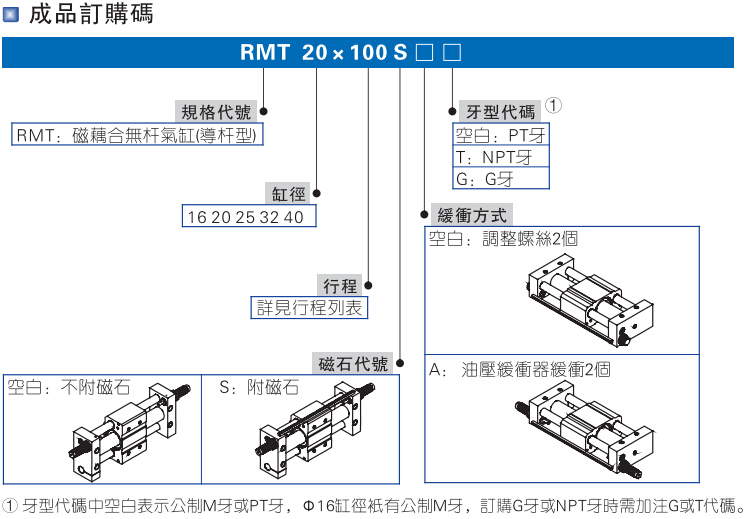 成品訂購碼
RMT 20×100 S □ □
規格代號
RMT：磁藕合無杆氣缸(導杆型)
缸徑
16 20 25 32 40
行程
詳見行程列表
磁石代號
空白：不附磁石
S：附磁石
牙型代碼 ①
空白：PT牙
T：NPT牙
G：G牙
緩衝方式
空白：調整螺絲2個
A：油壓緩衝器緩衝2個
① 牙型代碼中空白表示公制M牙或PT牙，Φ16缸徑衹有公制M牙，訂購G牙或NPT牙時需加注G或T代碼。